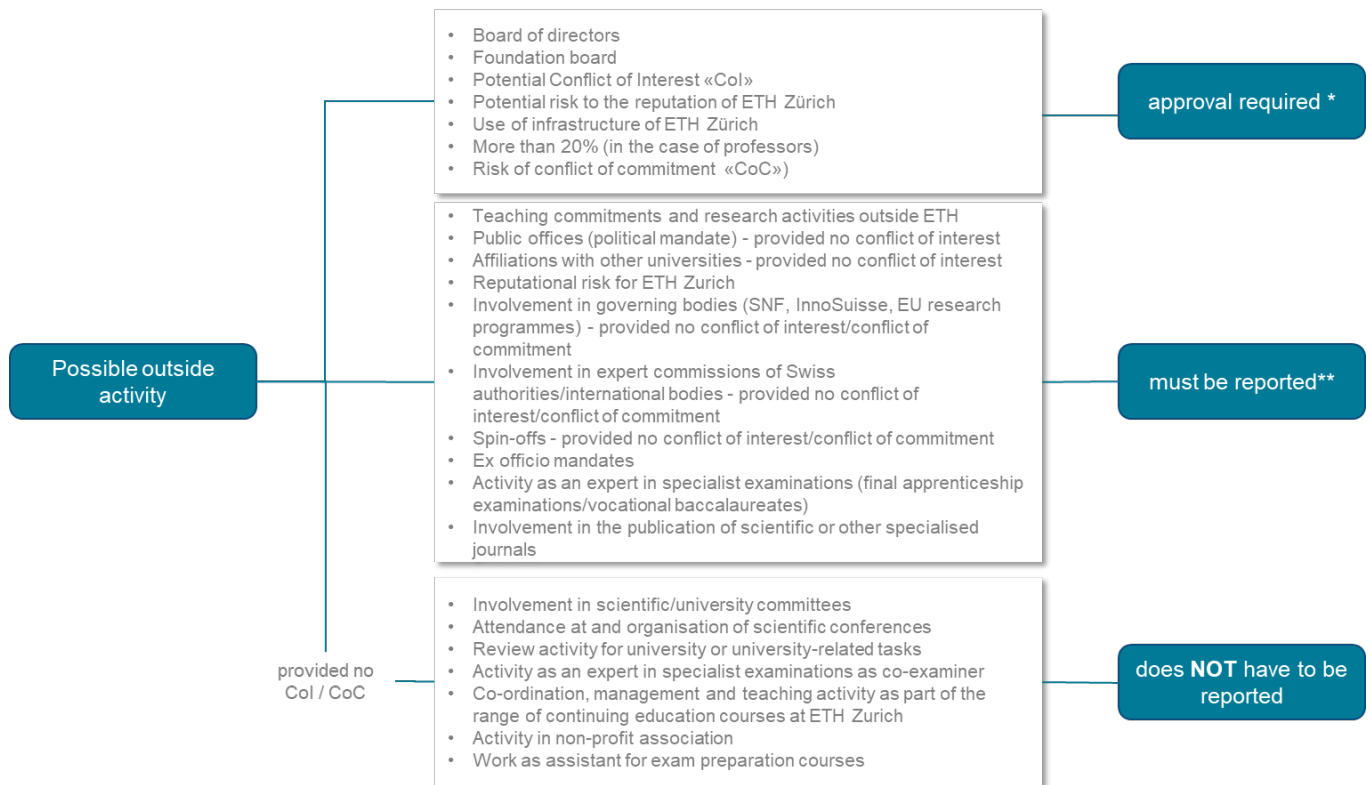 • Board of directors
• Foundation board
• Potential Conflict of Interest «CoI»
• Potential risk to the reputation of ETH Zürich
• Use of infrastructure of ETH Zürich
• More than 20% (in the case of professors)
• Risk of conflict of commitment «CoC»)
approval required *
Possible outside
activity
• Teaching commitments and research activities outside ETH
• Public offices (political mandate) - provided no conflict of interest
• Affiliations with other universities - provided no conflict of interest
• Reputational risk for ETH Zurich
• Involvement in governing bodies (SNF, InnoSuisse, EU research
programmes) - provided no conflict of interest/conflict of
commitment
• Involvement in expert commissions of Swiss
authorities/international bodies - provided no conflict of
interest/conflict of commitment
• Spin-offs - provided no conflict of interest/conflict of commitment
• Ex officio mandates
• Activity as an expert in specialist examinations (final apprenticeship
examinations/vocational baccalaureates)
• Involvement in the publication of scientific or other specialised
journals
must be reported**
provided no
CoI / CoC
• Involvement in scientific/university committees
• Attendance at and organisation of scientific conferences
• Review activity for university or university-related tasks
• Activity as an expert in specialist examinations as co-examiner
• Co-ordination, management and teaching activity as part of the
range of continuing education courses at ETH Zurich
• Activity in non-profit association
• Work as assistant for exam preparation courses
does NOT have to be
reported